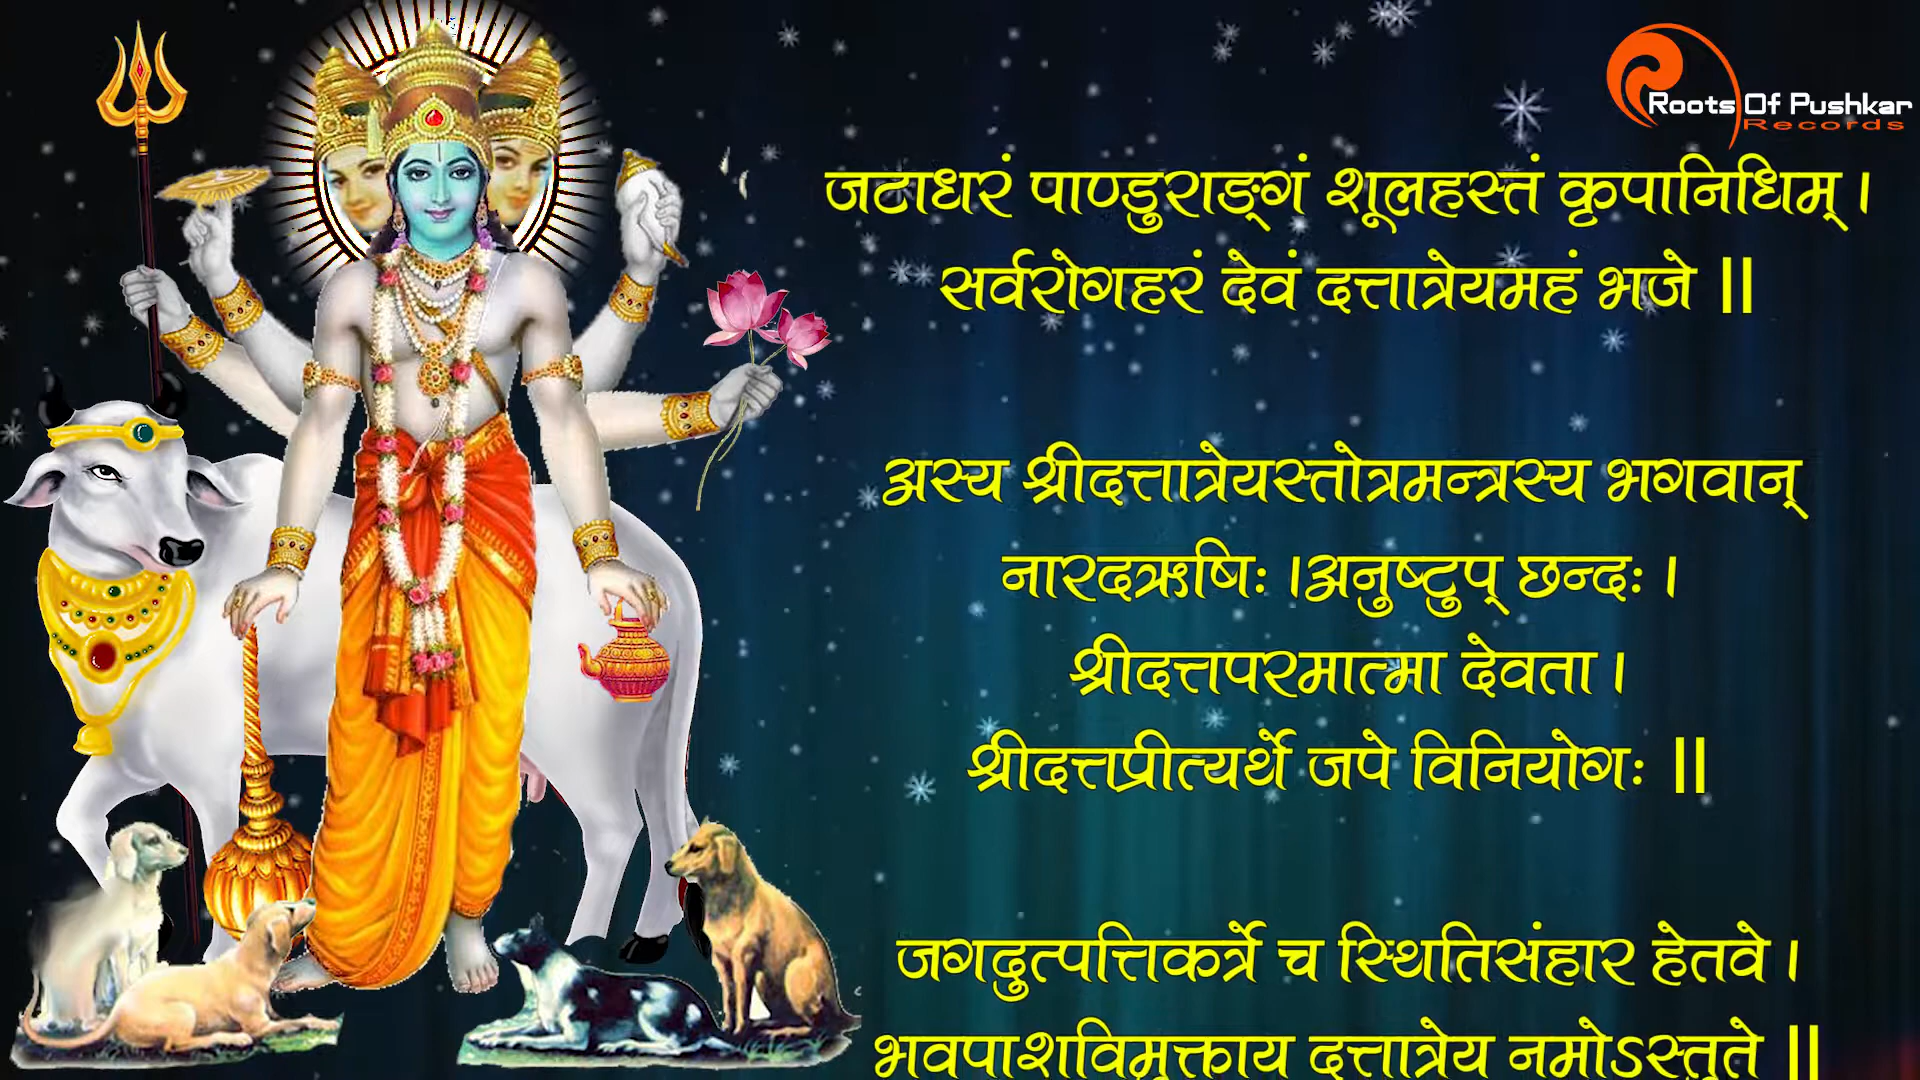 Roots Of Pushkar
Records
जटाधरं पाण्डुराङ्गं शूलहस्तं कृपानिधिम् ।
सर्वरोगहरं देवं दत्तात्रेयमहं भजे ॥
अस्य श्रीदत्तात्रेयस्तोत्रमन्त्रस्य भगवान्
नारदऋषिः ।अनुष्टुप् छन्दः ।
श्रीदत्तपरमात्मा देवता ।
श्रीदत्तप्रीत्यर्थे जपे विनियोगः ॥
जगदुत्पत्तिकर्त्रे च स्थितिसंहार हेतवे ।
भवपाशविमुक्ताय दत्तात्रेय नमोऽस्तुते ॥